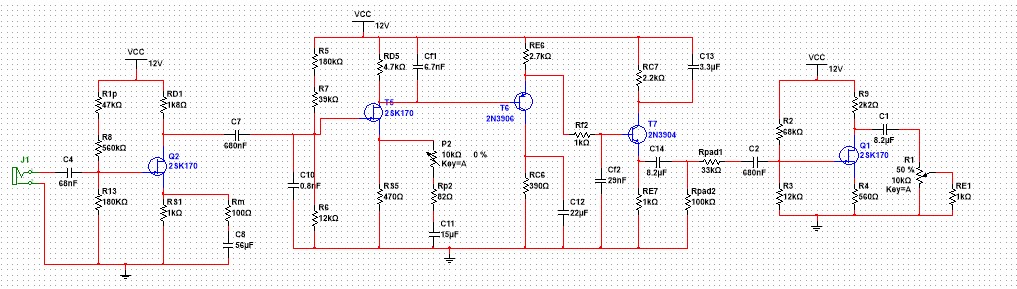 VCC
12V
R1p
47kΩ
RD1
1k8Ω
R8
560kΩ
Q2
2SK170
J1
C4
68nF
R13
180KΩ
RS1
1kΩ
Rm
100Ω
C8
56µF
C7
680nF
VCC
12V
R5
180kΩ
RD5
4.7kΩ
Cf1
6.7nF
R7
39kΩ
T5
2SK170
C10
0.8nF
R6
12kΩ
P2
10kΩ 0 %
Key=A
RS5
470Ω
Rp2
82Ω
C11
15µF
RE6
2.7kΩ
T6
2N3906
RC6
390Ω
C12
22µF
Rf2
1kΩ
Cf2
29nF
RC7
2.2kΩ
C13
3.3µF
T7
2N3904
C14
8.2µF
RE7
1kΩ
Rpad1
33kΩ
Rpad2
100kΩ
C2
680nF
VCC
12V
R2
68kΩ
R9
2k2Ω
C1
8.2µF
Q1
2SK170
R3
12kΩ
R4
560Ω
R1
50 %
10kΩ
Key=A
RE1
1kΩ